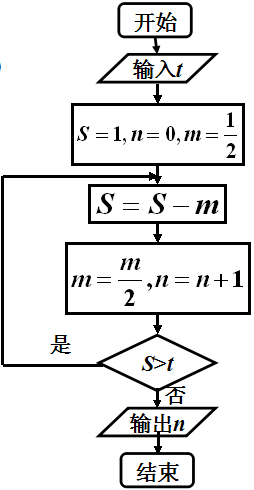 开始
输入t
S = 1, n = 0, m = 1/2
S = S - m
m = m/2, n = n + 1
S>t
是
否
输出n
结束